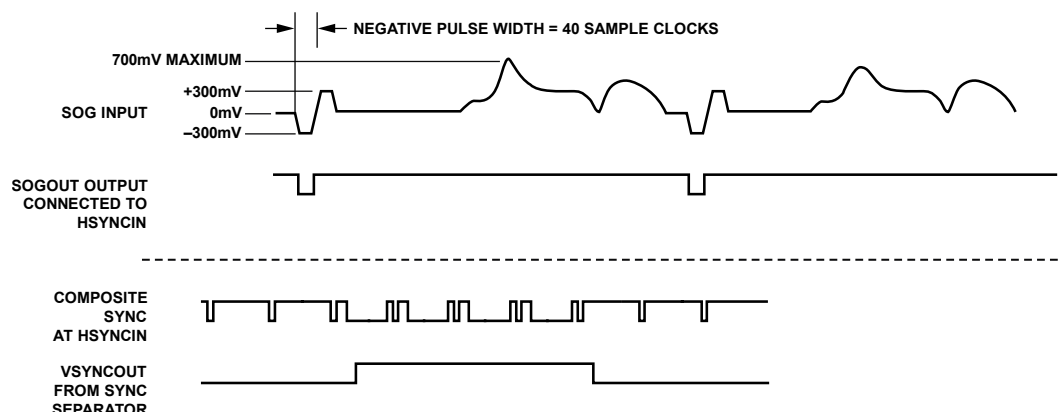 NEGATIVE PULSE WIDTH = 40 SAMPLE CLOCKS
700mV MAXIMUM
+300mV
SOG INPUT
0mV
–300mV
SOGOUT OUTPUT
CONNECTED TO
HSYNCIN
COMPOSITE
SYNC
AT HSYNCIN
VSYNCOUT
FROM SYNC
SEPARATOR